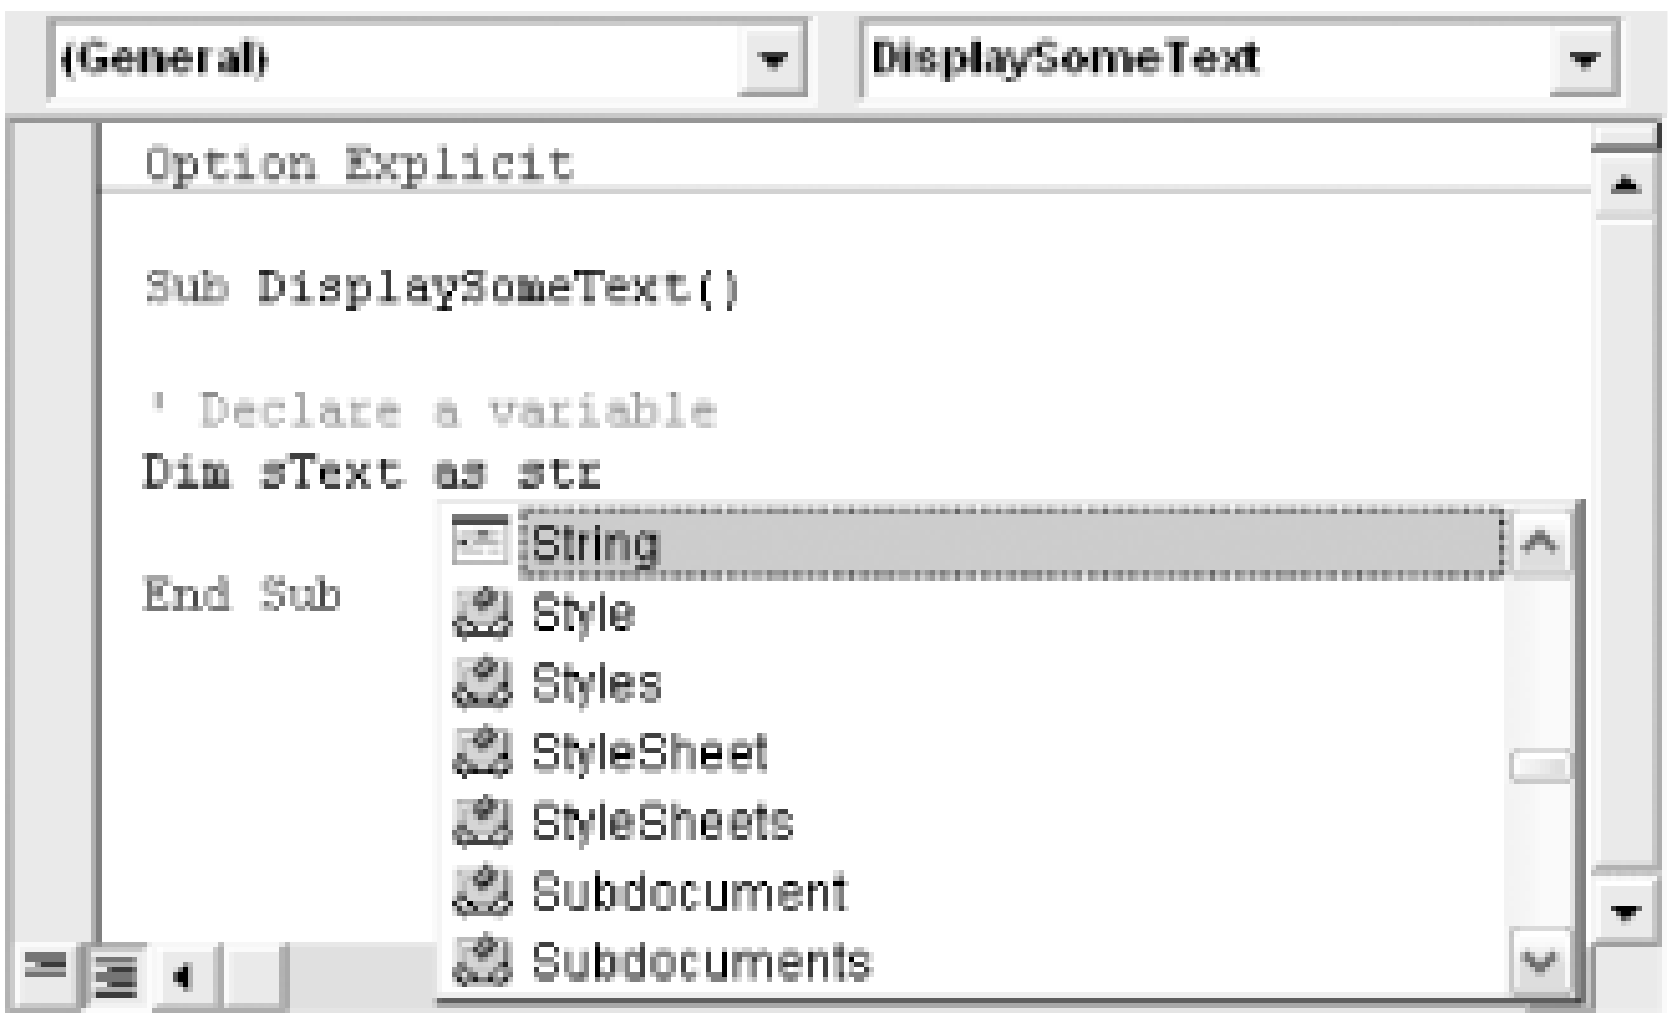 (General)
DisplaySomeText
Option Explicit
Sub DisplaySomeText()
' Declare a variable
Dim sText as str
End Sub
String
Style
Styles
StyleSheet
StyleSheets
Subdocument
Subdocuments